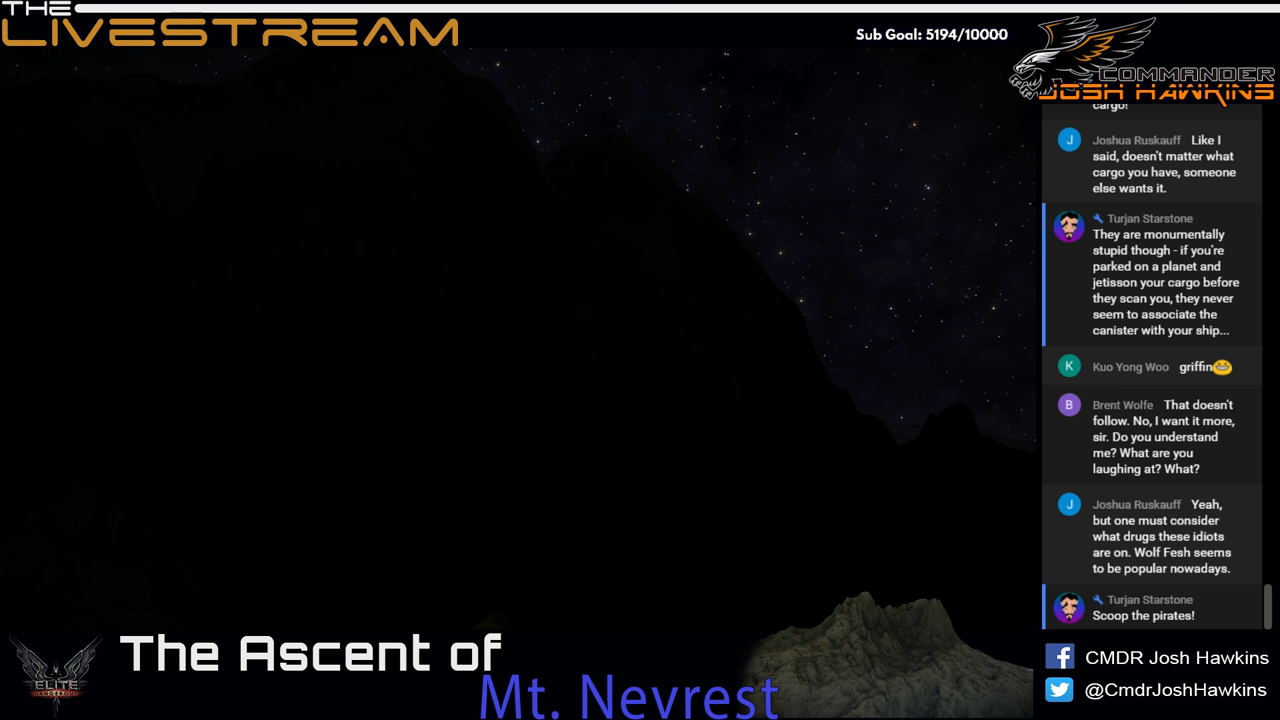 THE
LIVESTREAM
Sub Goal: 5194/10000
COMMANDER
JOSH HAWKINS
cargo!
Joshua Ruskauff Like I
said, doesn't matter what
cargo you have, someone
else wants it.
Turjan Starstone
They are monumentally
stupid though - if you're
parked on a planet and
jetisson your cargo before
they scan you, they never
seem to associate the
canister with your ship...
Kuo Yong Woo griffin
Brent Wolfe That doesn't
follow. No, I want it more,
sir. Do you understand
me? What are you
laughing at? What?
Joshua Ruskauff Yeah,
but one must consider
what drugs these idiots
are on. Wolf Fesh seems
to be popular nowadays.
Turjan Starstone
Scoop the pirates!
ELITE
DANGEROUS
The Ascent of
Mt. Nevrest
CMDR Josh Hawkins
@CmdrJoshHawkins